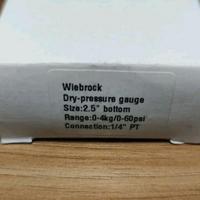 Wiebrock
Dry-pressure gauge
Size:2.5" bottom
Range:0-4kg/0-60psi
Connection:1/4" PT